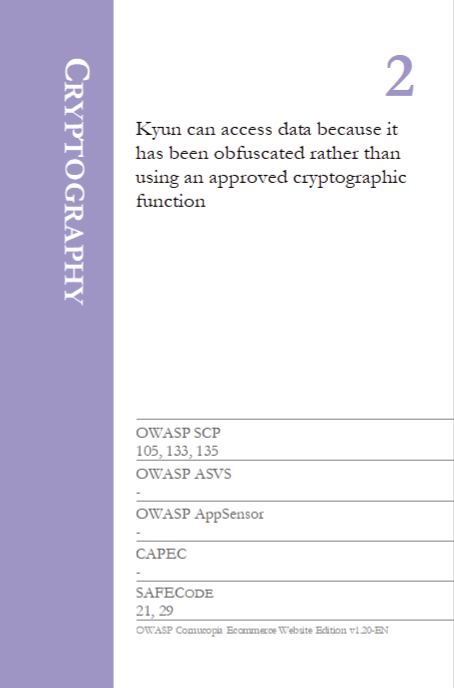 CRYPTOGRAPHY
2
Kyun can access data because it
has been obfuscated rather than
using an approved cryptographic
function
OWASP SCP
105, 133, 135
OWASP ASVS
-
OWASP AppSensor
-
CAPEC
-
SAFECODE
21, 29
OWASP Cornucopia Ecommerce Website Edition v1.20-EN